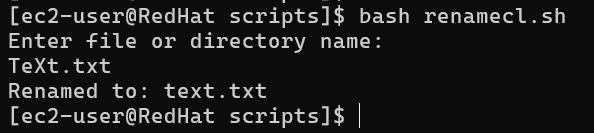 [ec2-user@RedHat scripts]$ bash renamecl.sh
Enter file or directory name:
TeXt.txt
Renamed to: text.txt
[ec2-user@RedHat scripts]$